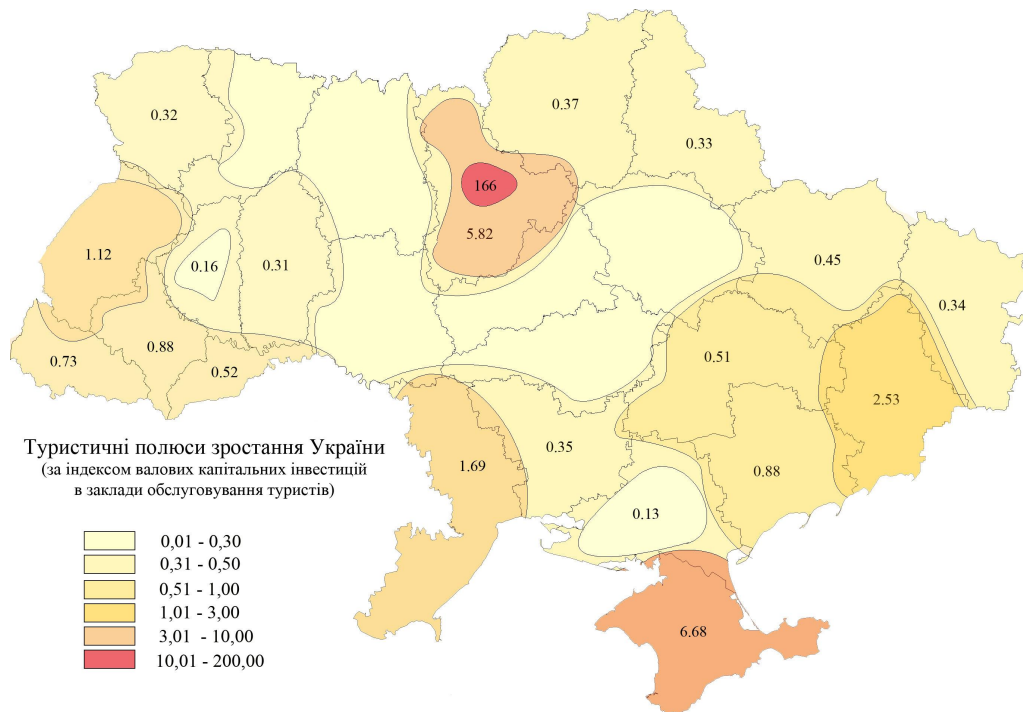 0.37
0.32
0.33
166
5.82
1.12
0.16
0.31
0.45
0.34
0.73
0.88
0.52
0.51
2.53
Туристичні полюси зростання України
(за індексом валових капітальних інвестицій
в заклади обслуговування туристів)
0.35
1.69
0.88
0.13
6.68
0,01 - 0,30
0,31 - 0,50
0,51 - 1,00
1,01 - 3,00
3,01 - 10,00
10,01 - 200,00